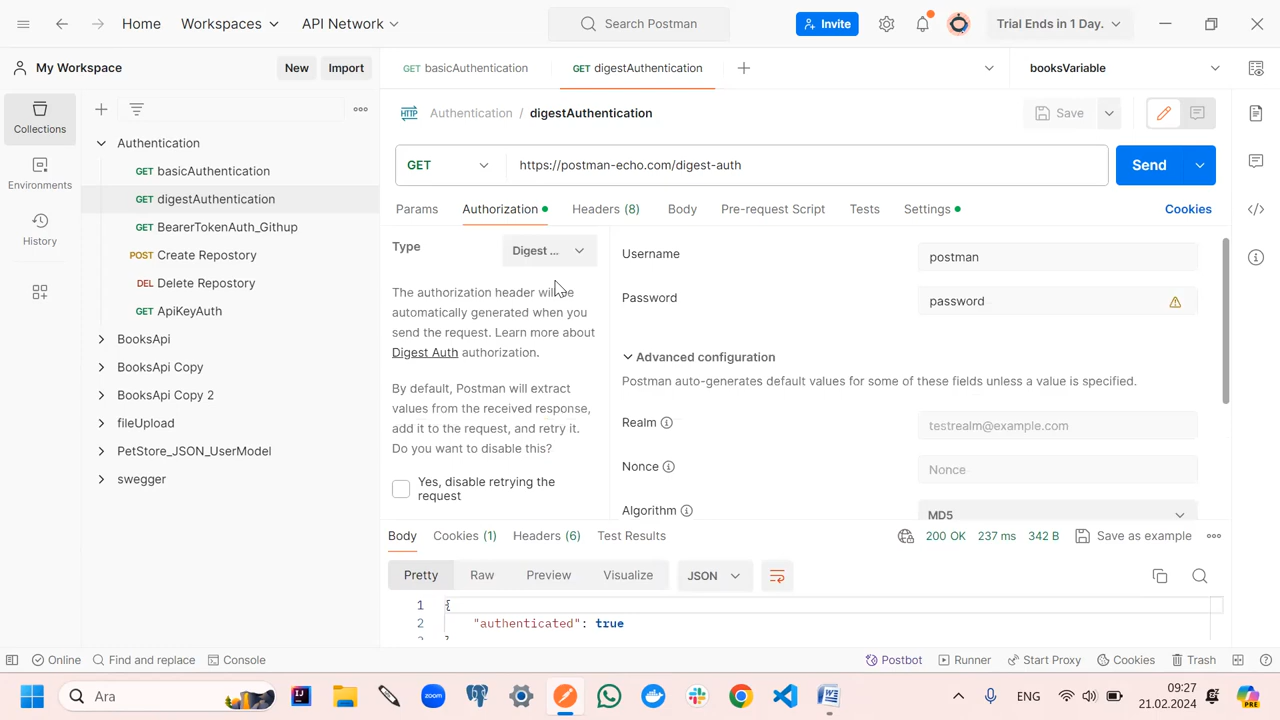 Home
Workspaces
API Network
Search Postman
Invite
Trial Ends in 1 Day.
My Workspace
New
Import
GET basicAuthentication
GET digestAuthentication
booksVariable
Collections
Environments
History
Authentication
GET basicAuthentication
GET digestAuthentication
GET BearerTokenAuth_Githup
POST Create Repostory
DEL Delete Repostory
GET ApiKeyAuth
BooksApi
BooksApi Copy
BooksApi Copy 2
fileUpload
PetStore_JSON_UserModel
swegger
HTTP
Authentication / digestAuthentication
Save
GET
https://postman-echo.com/digest-auth
Send
Params
Authorization
Headers (8)
Body
Pre-request Script
Tests
Settings
Cookies
Type
Digest ...
The authorization header will be
automatically generated when you
send the request. Learn more about
Digest Auth authorization.
By default, Postman will extract
values from the received response,
add it to the request, and retry it.
Do you want to disable this?
Yes, disable retrying the
request
Username
postman
Password
password
Advanced configuration
Postman auto-generates default values for some of these fields unless a value is specified.
Realm
testrealm@example.com
Nonce
Nonce
Algorithm
MD5
Body
Cookies (1)
Headers (6)
Test Results
200 OK
237 ms
342 B
Save as example
Pretty
Raw
Preview
Visualize
JSON
1 {
2 "authenticated": true
Online
Find and replace
Console
Postbot
Runner
Start Proxy
Cookies
Trash
Ara
zoom
ENG
09:27
21.02.2024
PRE